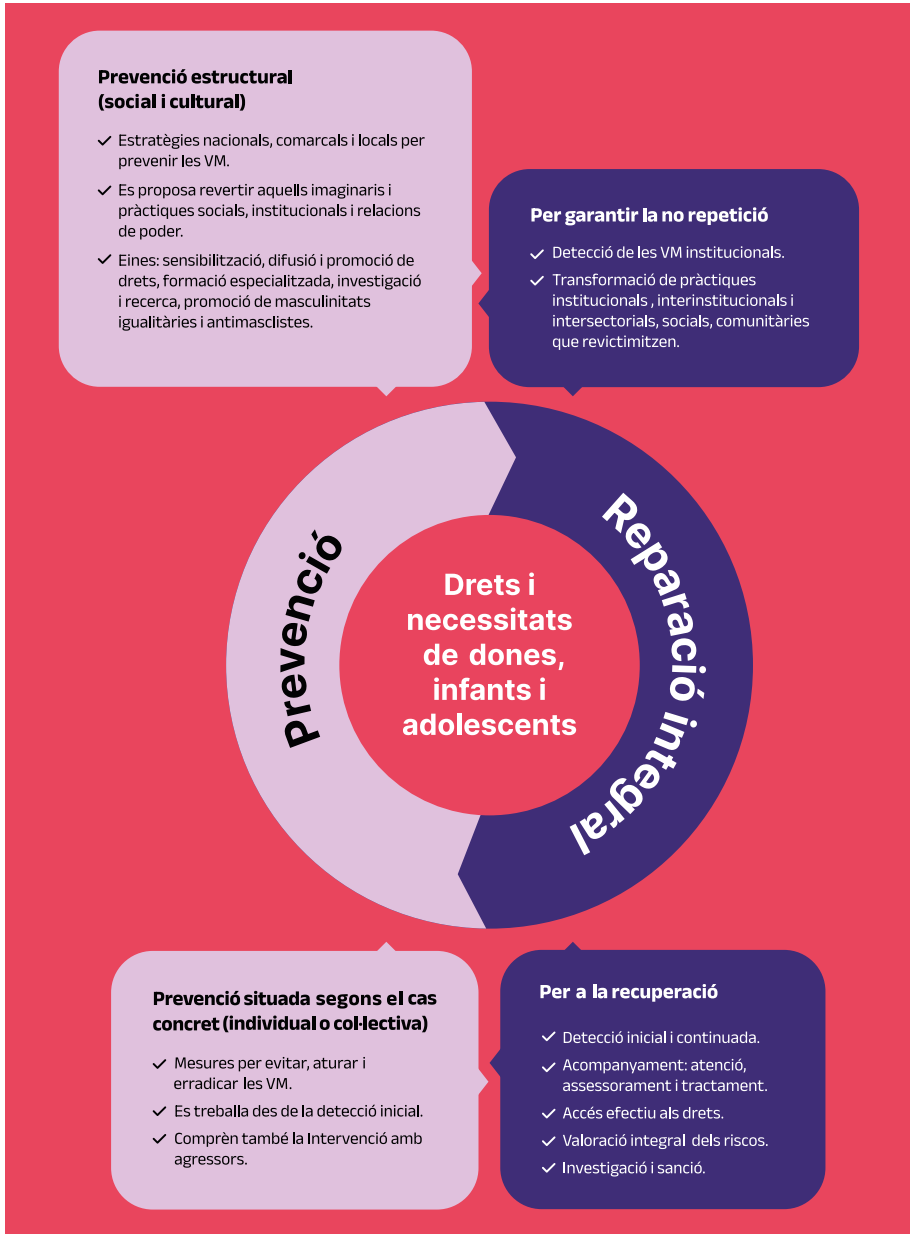 Prevenció estructural
(social i cultural)
Estratègies nacionals, comarcals i locals per
prevenir les VM.
Es proposa revertir aquells imaginaris i
pràctiques socials, institucionals i relacions
de poder.
Eines: sensibilització, difusió i promoció de
drets, formació especialitzada, investigació
i recerca, promoció de masculinitats
igualitàries i antimasclistes.
Per garantir la no repetició
Detecció de les VM institucionals.
Transformació de pràctiques
institucionals , interinstitucionals i
intersectorials, socials, comunitàries
que revictimitzen.
Prevenció
Drets i
necessitats
de dones,
infants i
adolescents
Reparació integral
Prevenció situada segons el cas
concret (individual o col·lectiva)
Mesures per evitar, aturar i
erradicar les VM.
Es treballa des de la detecció inicial.
Comprèn també la Intervenció amb
agressors.
Per a la recuperació
Detecció inicial i continuada.
Acompanyament: atenció,
assessorament i tractament.
Accés efectiu als drets.
Valoració integral dels riscos.
Investigació i sanció.